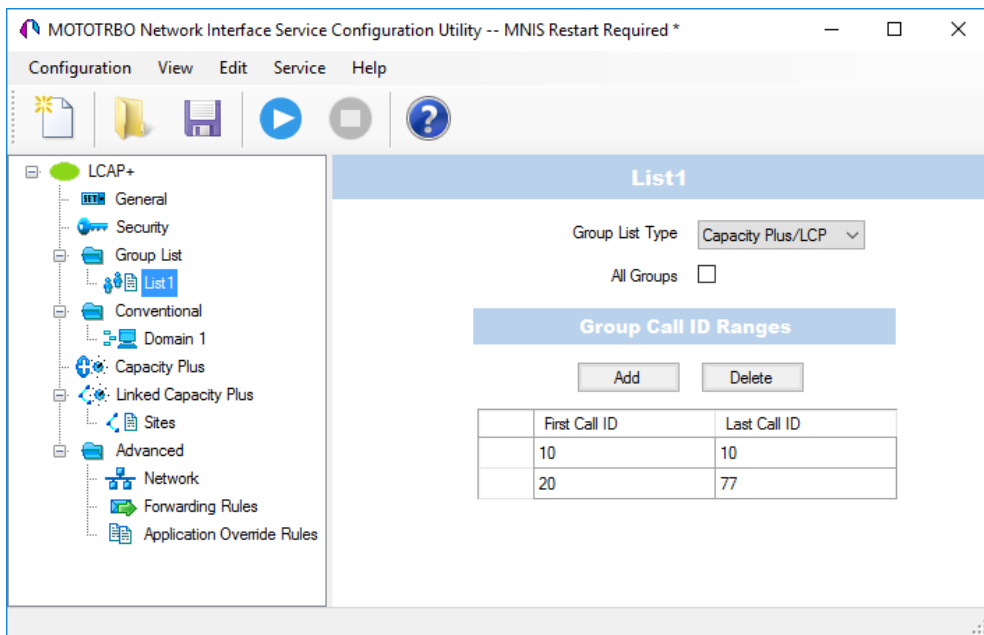 MOTOTRBO Network Interface Service Configuration Utility -- MNIS Restart Required *
Configuration View Edit Service Help
LCAP+
SET
General
Security
Group List
List1
Conventional
Domain 1
Capacity Plus
Linked Capacity Plus
Sites
Advanced
Network
Forwarding Rules
Application Override Rules
List1
Group List Type Capacity Plus/LCP
All Groups
Group Call ID Ranges
Add Delete
First Call ID Last Call ID
10 10
20 77